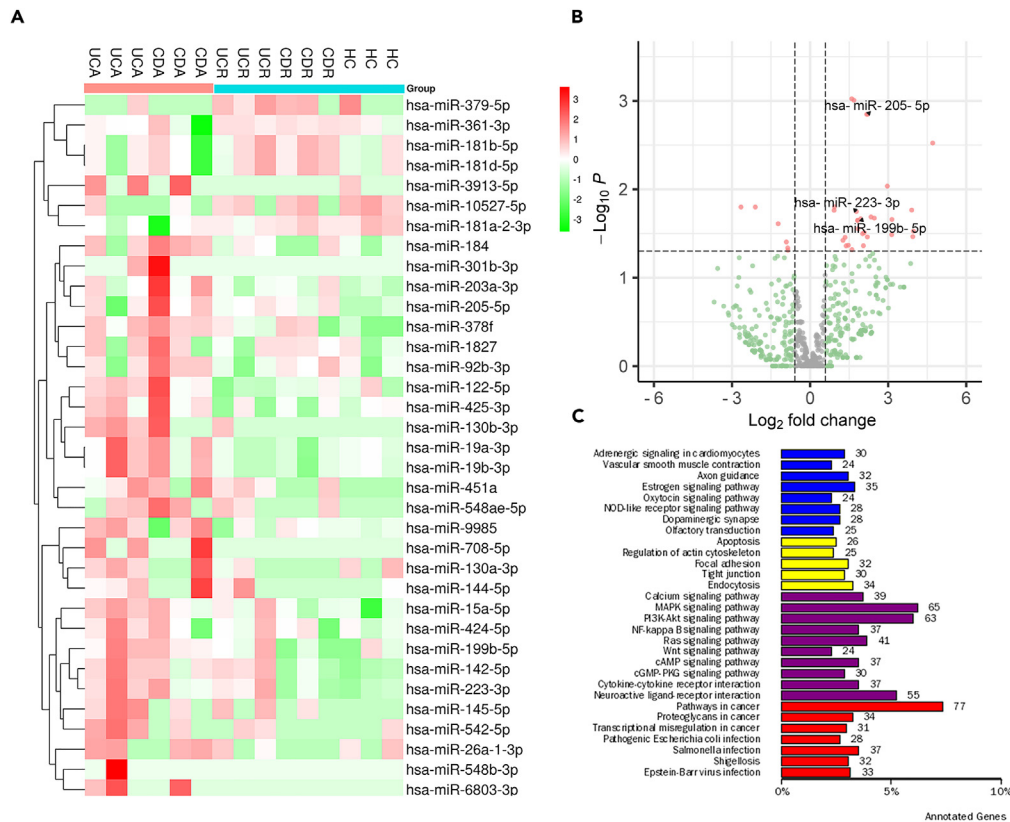 A
UCA UCA UCA CDA CDA CDA UCR UCR UCR CDR CDR CDR HC HC HC
Group
hsa-miR-379-5p
hsa-miR-361-3p
hsa-miR-181b-5p
hsa-miR-181d-5p
hsa-miR-3913-5p
hsa-miR-10527-5p
hsa-miR-181a-2-3p
hsa-miR-184
hsa-miR-301b-3p
hsa-miR-203a-3p
hsa-miR-205-5p
hsa-miR-378f
hsa-miR-1827
hsa-miR-92b-3p
hsa-miR-122-5p
hsa-miR-425-3p
hsa-miR-130b-3p
hsa-miR-19a-3p
hsa-miR-19b-3p
hsa-miR-451a
hsa-miR-548ae-5p
hsa-miR-9985
hsa-miR-708-5p
hsa-miR-130a-3p
hsa-miR-144-5p
hsa-miR-15a-5p
hsa-miR-424-5p
hsa-miR-199b-5p
hsa-miR-142-5p
hsa-miR-223-3p
hsa-miR-145-5p
hsa-miR-542-5p
hsa-miR-26a-1-3p
hsa-miR-548b-3p
hsa-miR-6803-3p
3
2
1
0
-1
-2
-3
B
−Log10 P
3
2
1
0
hsa- miR- 205- 5p
hsa- miR- 223- 3p
hsa- miR- 199b- 5p
-6 -3 0 3 6
Log2 fold change
C
Adrenergic signaling in cardiomyocytes 30
Vascular smooth muscle contraction 24
Axon guidance 32
Estrogen signaling pathway 35
Oxytocin signaling pathway 24
NOD-like receptor signaling pathway 28
Dopaminergic synapse 28
Olfactory transduction 25
Apoptosis 26
Regulation of actin cytoskeleton 25
Focal adhesion 32
Tight junction 30
Endocytosis 34
Calcium signaling pathway 39
MAPK signaling pathway 65
PI3K-Akt signaling pathway 63
NF-kappa B signaling pathway 37
Ras signaling pathway 41
Wnt signaling pathway 24
cAMP signaling pathway 37
cGMP-PKG signaling pathway 30
Cytokine-cytokine receptor interaction 37
Neuroactive ligand-receptor interaction 55
Pathways in cancer 77
Proteoglycans in cancer 34
Transcriptional misregulation in cancer 31
Pathogenic Escherichia coli infection 28
Salmonella infection 37
Shigellosis 32
Epstein-Barr virus infection 33
0% 5% 10%
Annotated Genes